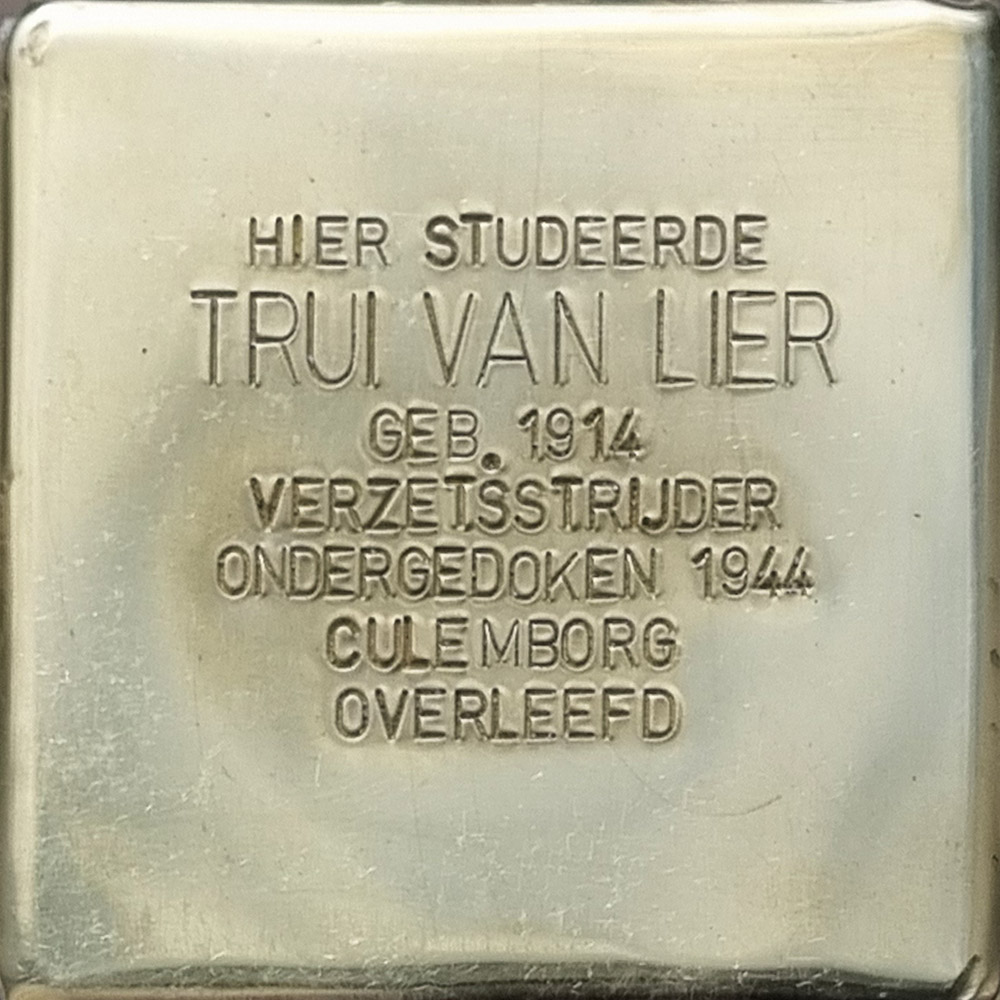 HIER STUDEERDE
TRUI VAN LIER
GEB. 1914
VERZETSSTRIJDER
ONDERGEDOKEN 1944
CULEMBORG
OVERLEEFD